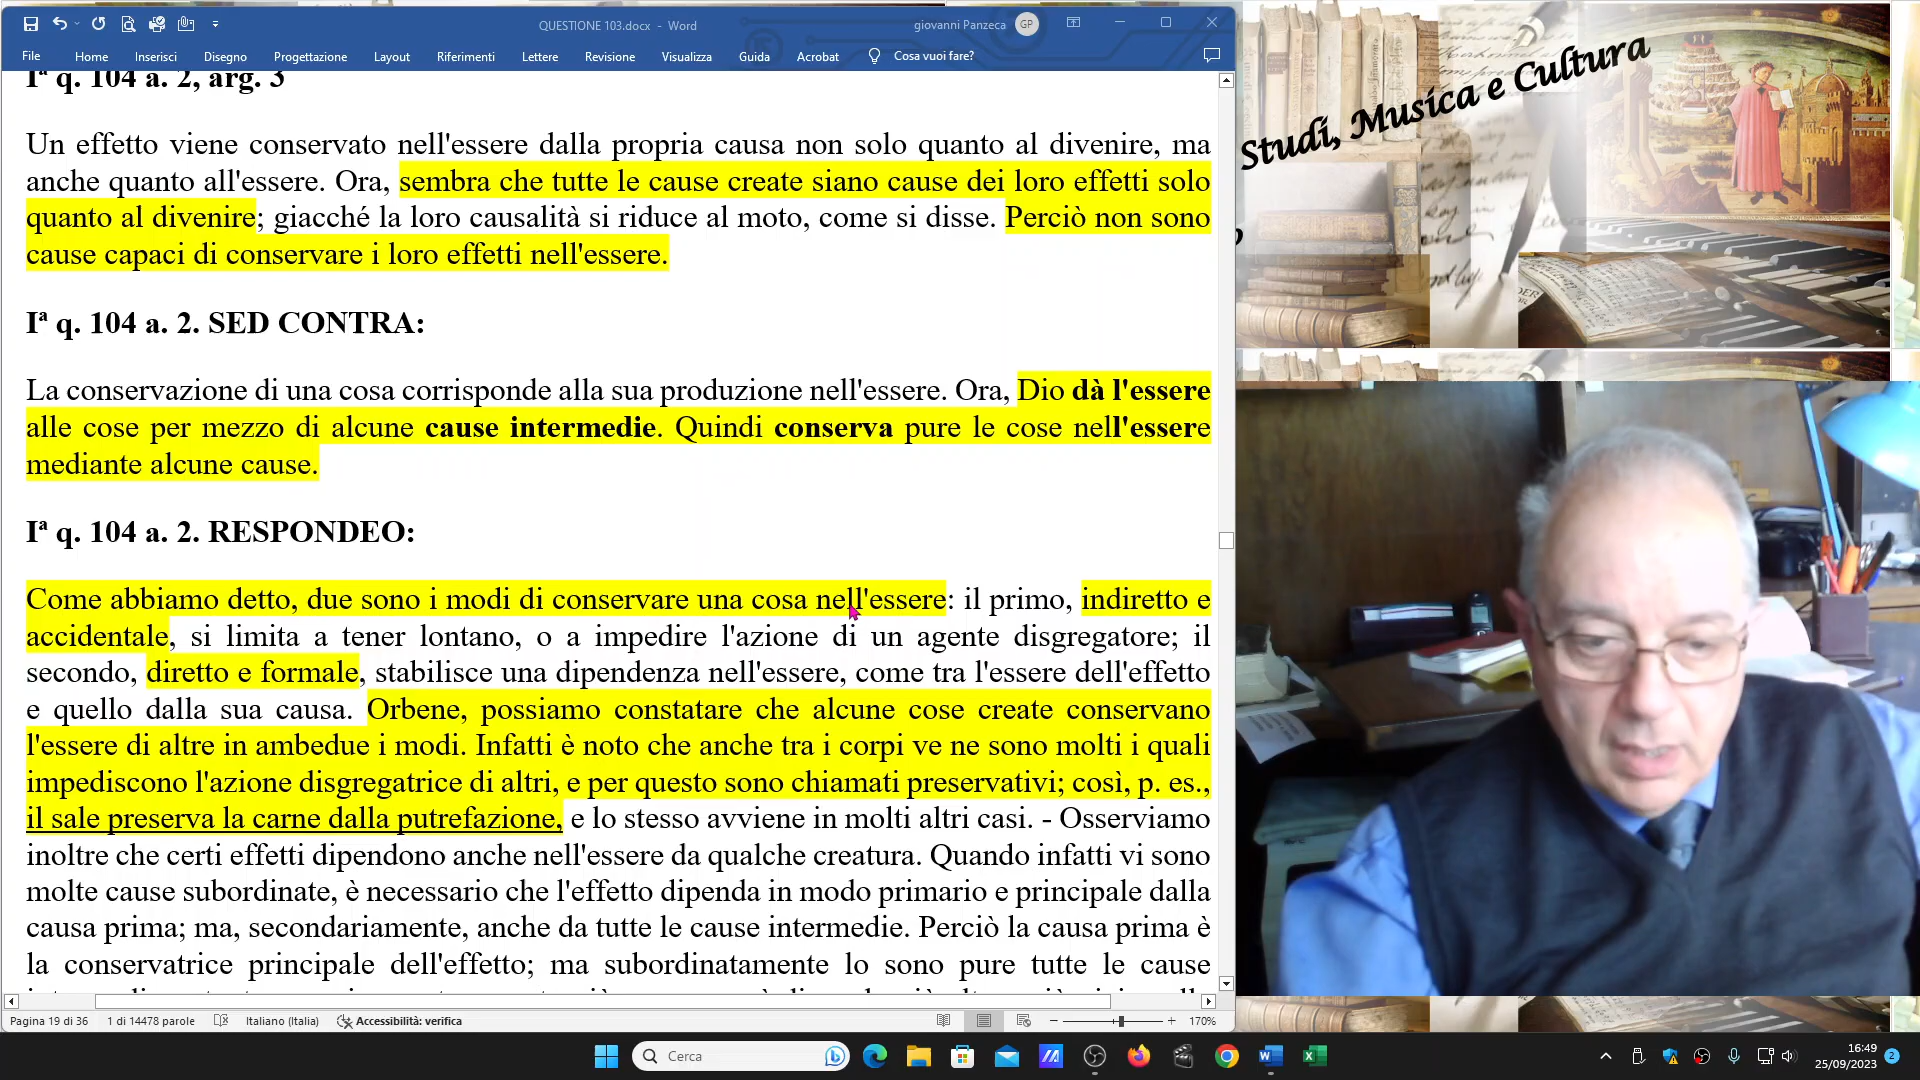 QUESTIONE 103.docx - Word
giovanni Panzeca GP
File Home Inserisci Disegno Progettazione Layout Riferimenti Lettere Revisione Visualizza Guida Acrobat Cosa vuoi fare?
Iª q. 104 a. 2, arg. 3
Un effetto viene conservato nell'essere dalla propria causa non solo quanto al divenire, ma
anche quanto all'essere. Ora, sembra che tutte le cause create siano cause dei loro effetti solo
quanto al divenire; giacché la loro causalità si riduce al moto, come si disse. Perciò non sono
cause capaci di conservare i loro effetti nell'essere.
Iª q. 104 a. 2. SED CONTRA:
La conservazione di una cosa corrisponde alla sua produzione nell'essere. Ora, Dio dà l'essere
alle cose per mezzo di alcune cause intermedie. Quindi conserva pure le cose nell'essere
mediante alcune cause.
Iª q. 104 a. 2. RESPONDEO:
Come abbiamo detto, due sono i modi di conservare una cosa nell'essere: il primo, indiretto e
accidentale, si limita a tener lontano, o a impedire l'azione di un agente disgregatore; il
secondo, diretto e formale, stabilisce una dipendenza nell'essere, come tra l'essere dell'effetto
e quello dalla sua causa. Orbene, possiamo constatare che alcune cose create conservano
l'essere di altre in ambedue i modi. Infatti è noto che anche tra i corpi ve ne sono molti i quali
impediscono l'azione disgregatrice di altri, e per questo sono chiamati preservativi; così, p. es.,
il sale preserva la carne dalla putrefazione, e lo stesso avviene in molti altri casi. - Osserviamo
inoltre che certi effetti dipendono anche nell'essere da qualche creatura. Quando infatti vi sono
molte cause subordinate, è necessario che l'effetto dipenda in modo primario e principale dalla
causa prima; ma, secondariamente, anche da tutte le cause intermedie. Perciò la causa prima è
la conservatrice principale dell'effetto; ma subordinatamente lo sono pure tutte le cause
Pagina 19 di 36 1 di 14478 parole Italiano (Italia) Accessibilità: verifica 170%
Studi, Musica e Cultura
Cerca
16:49
25/09/2023
2